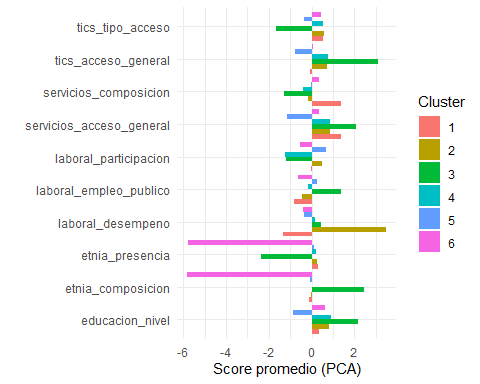 tics_tipo_acceso
tics_acceso_general
servicios_composicion
servicios_acceso_general
laboral_participacion
laboral_empleo_publico
laboral_desempeno
etnia_presencia
etnia_composicion
educacion_nivel
-6 -4 -2 0 2
Score promedio (PCA)
Cluster
1
2
3
4
5
6